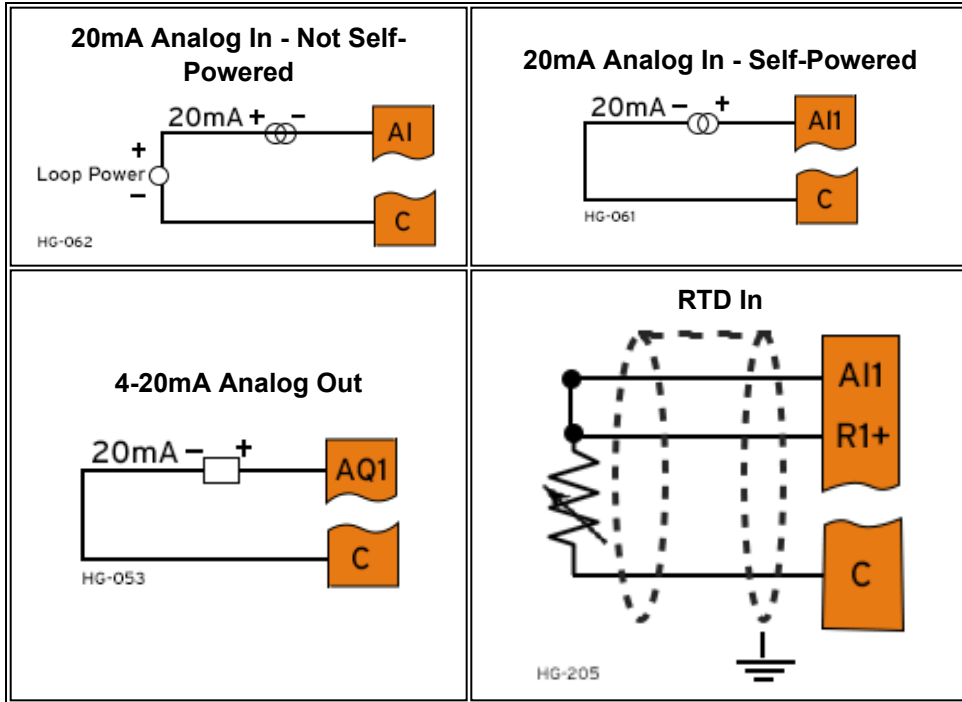 20mA Analog In - Not Self-
Powered
20mA + -
AI
+
Loop Power
-
C
HG-062
20mA Analog In - Self-Powered
20mA - +
AI1
C
HG-061
4-20mA Analog Out
20mA - +
AQ1
C
HG-053
RTD In
AI1
R1+
C
HG-205